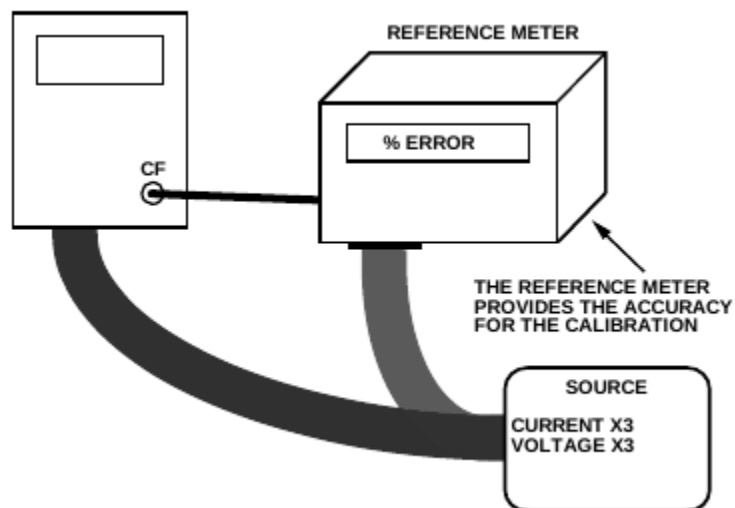 REFERENCE METER
% ERROR
CF
THE REFERENCE METER
PROVIDES THE ACCURACY
FOR THE CALIBRATION
SOURCE
CURRENT X3
VOLTAGE X3